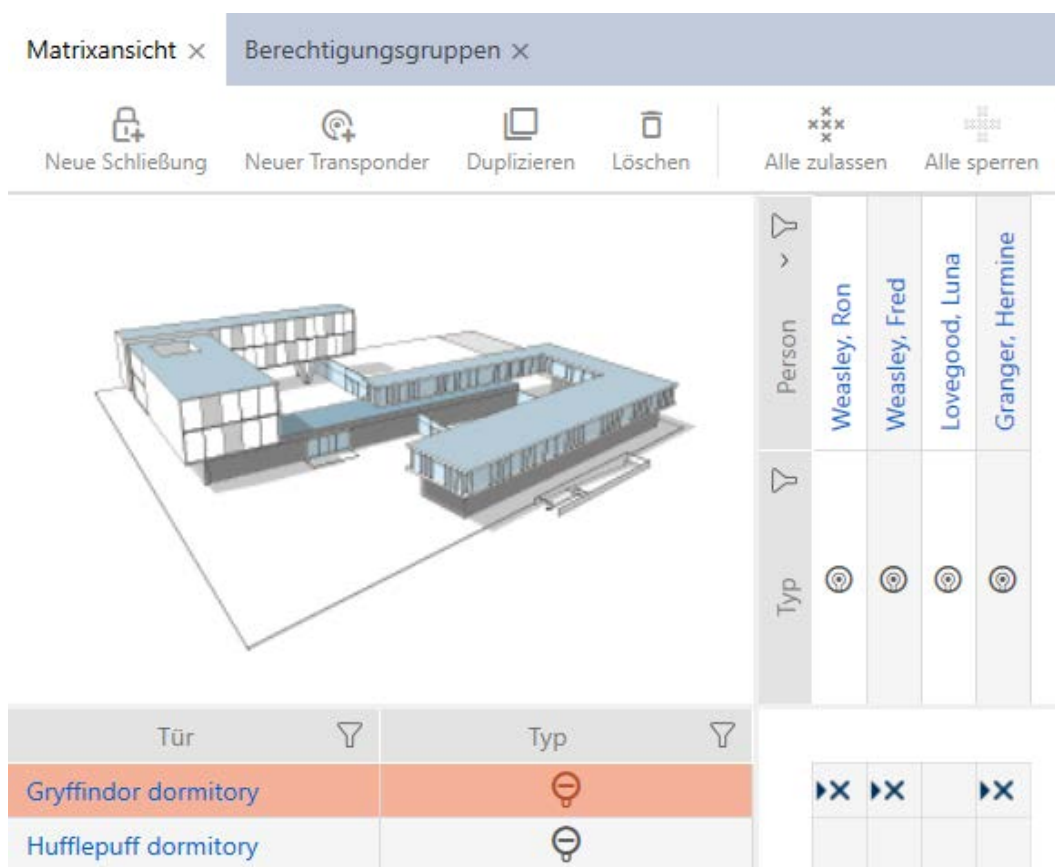 Matrixansicht × Berechtigungsgruppen ×
Neue Schließung Neuer Transponder Duplizieren Löschen Alle zulassen Alle sperren
Person Weasley, Ron Weasley, Fred Lovegood, Luna Granger, Hermine
Typ
Tür Typ
Gryffindor dormitory
Hufflepuff dormitory